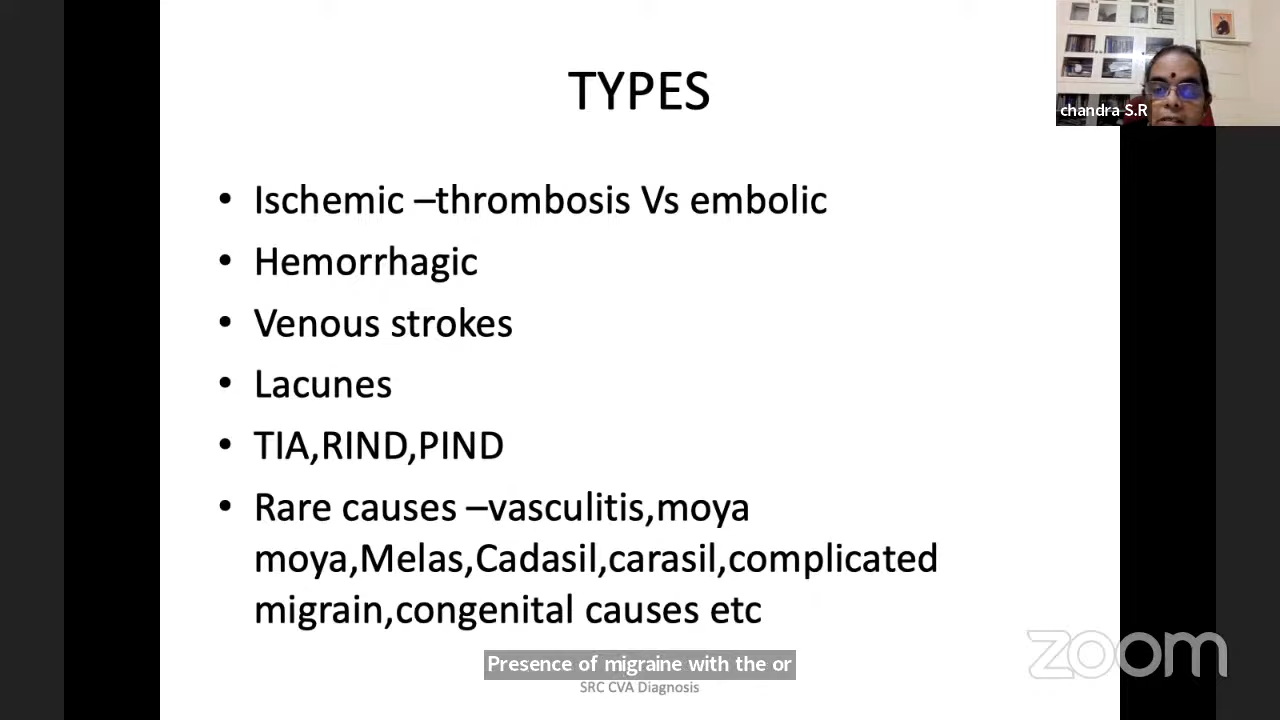 TYPES
chandra S.R
• Ischemic –thrombosis Vs embolic
• Hemorrhagic
• Venous strokes
• Lacunes
• TIA,RIND,PIND
• Rare causes –vasculitis,moya
moya,Melas,Cadasil,carasil,complicated
migrain,congenital causes etc
Presence of migraine with the or
SRC CVA Diagnosis
zoom